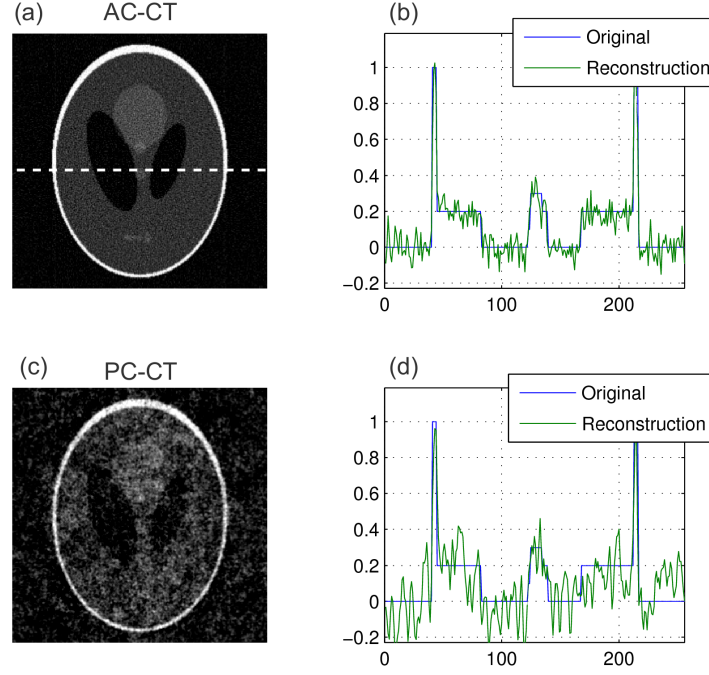 (a) AC-CT
(b)
Original
Reconstruction
1
0.8
0.6
0.4
0.2
0
−0.2
0 100 200
(c) PC-CT
(d)
Original
Reconstruction
1
0.8
0.6
0.4
0.2
0
−0.2
0 100 200